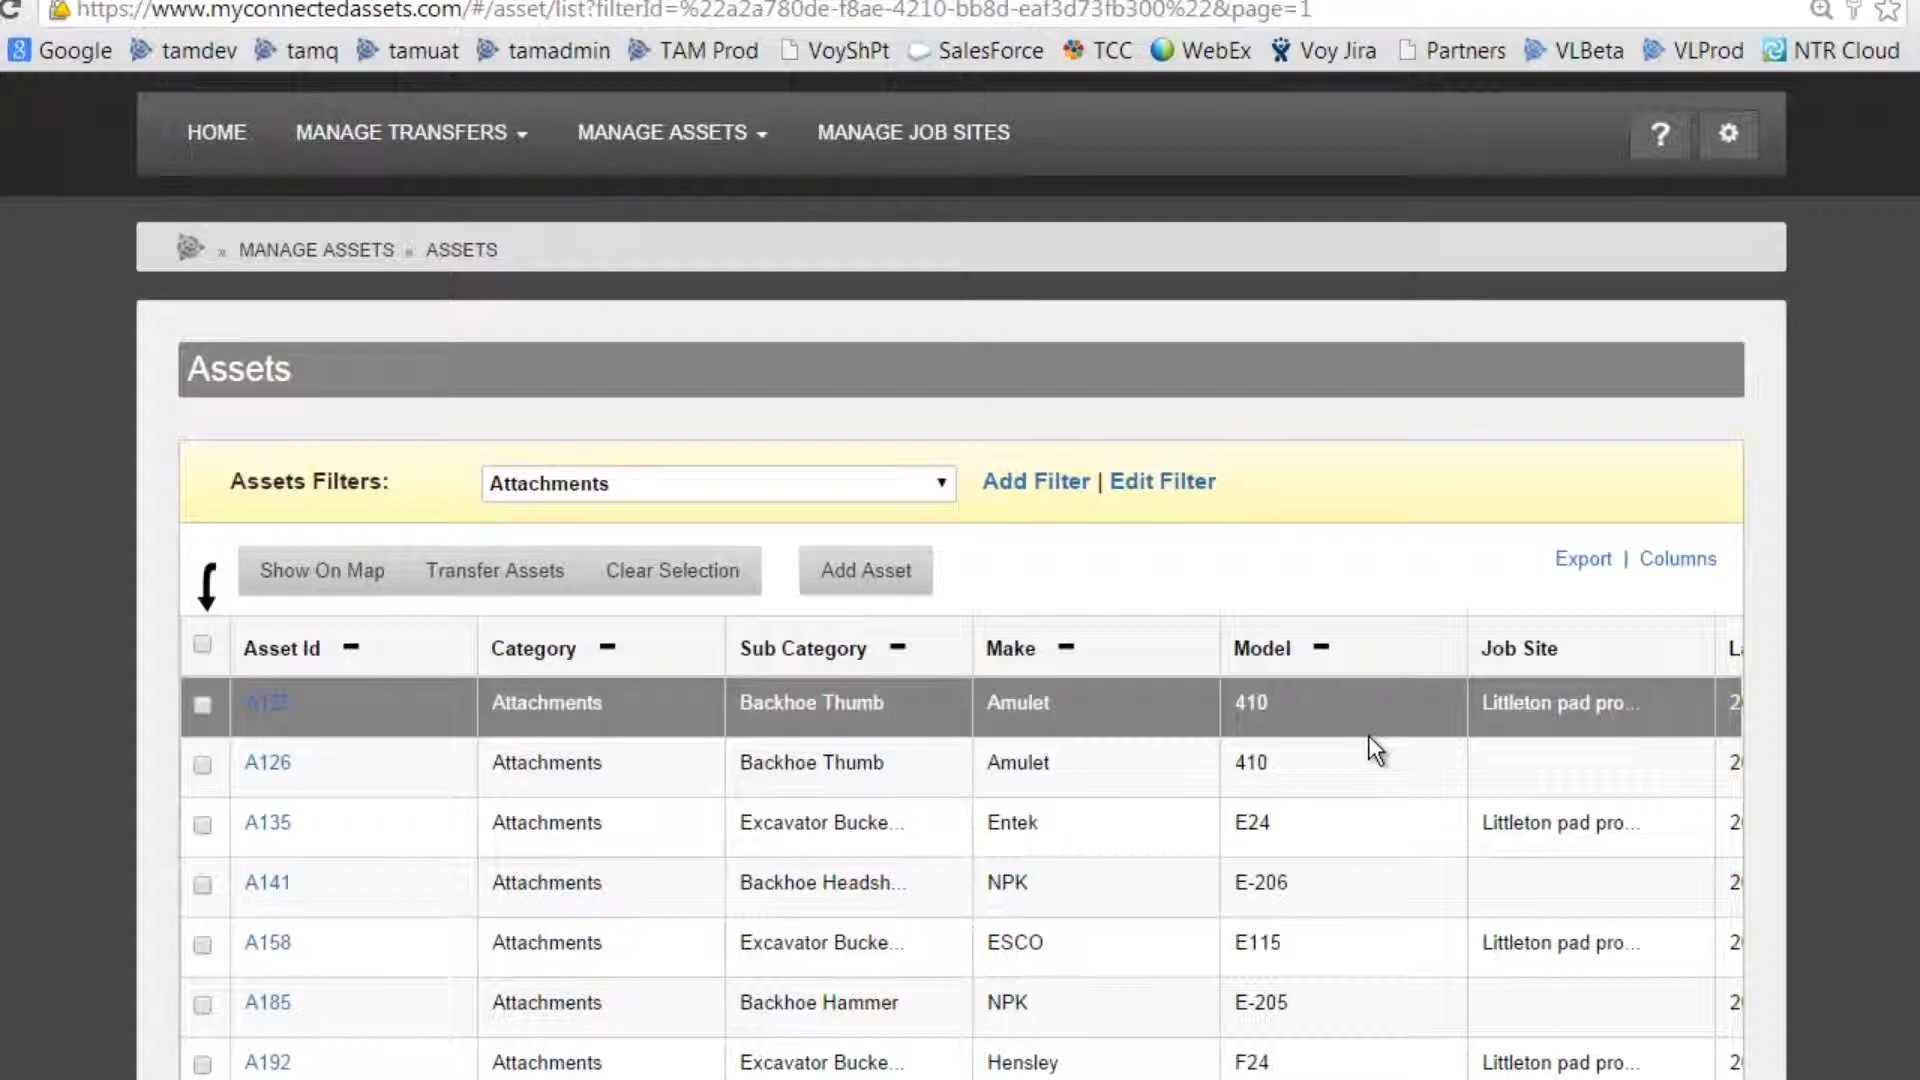 https://www.myconnectedassets.com/#/asset/list?filterId=%22a2a780de-f8ae-4210-bb8d-eaf3d73fb300%22&page=1
8 Google tamdev tamq tamuat tamadmin TAM Prod VoyShPt SalesForce TCC WebEx Voy Jira Partners VLBeta VLProd NTR Cloud
HOME MANAGE TRANSFERS MANAGE ASSETS MANAGE JOB SITES ?
» MANAGE ASSETS » ASSETS
Assets
Assets Filters: Attachments Add Filter | Edit Filter
Show On Map Transfer Assets Clear Selection Add Asset Export | Columns
Asset Id Category Sub Category Make Model Job Site
Attachments Backhoe Thumb Amulet 410 Littleton pad pro...
A126 Attachments Backhoe Thumb Amulet 410
A135 Attachments Excavator Bucke... Entek E24 Littleton pad pro...
A141 Attachments Backhoe Headsh... NPK E-206
A158 Attachments Excavator Bucke... ESCO E115 Littleton pad pro...
A185 Attachments Backhoe Hammer NPK E-205
A192 Attachments Excavator Bucke... Hensley F24 Littleton pad pro...